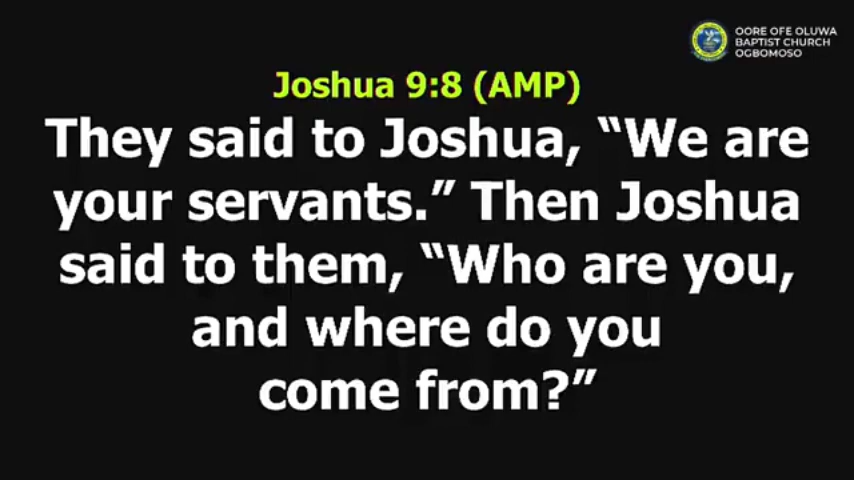 OORE OFE OLUWA
BAPTIST CHURCH
OGBOMOSO
Joshua 9:8 (AMP)
They said to Joshua, “We are
your servants.” Then Joshua
said to them, “Who are you,
and where do you
come from?”